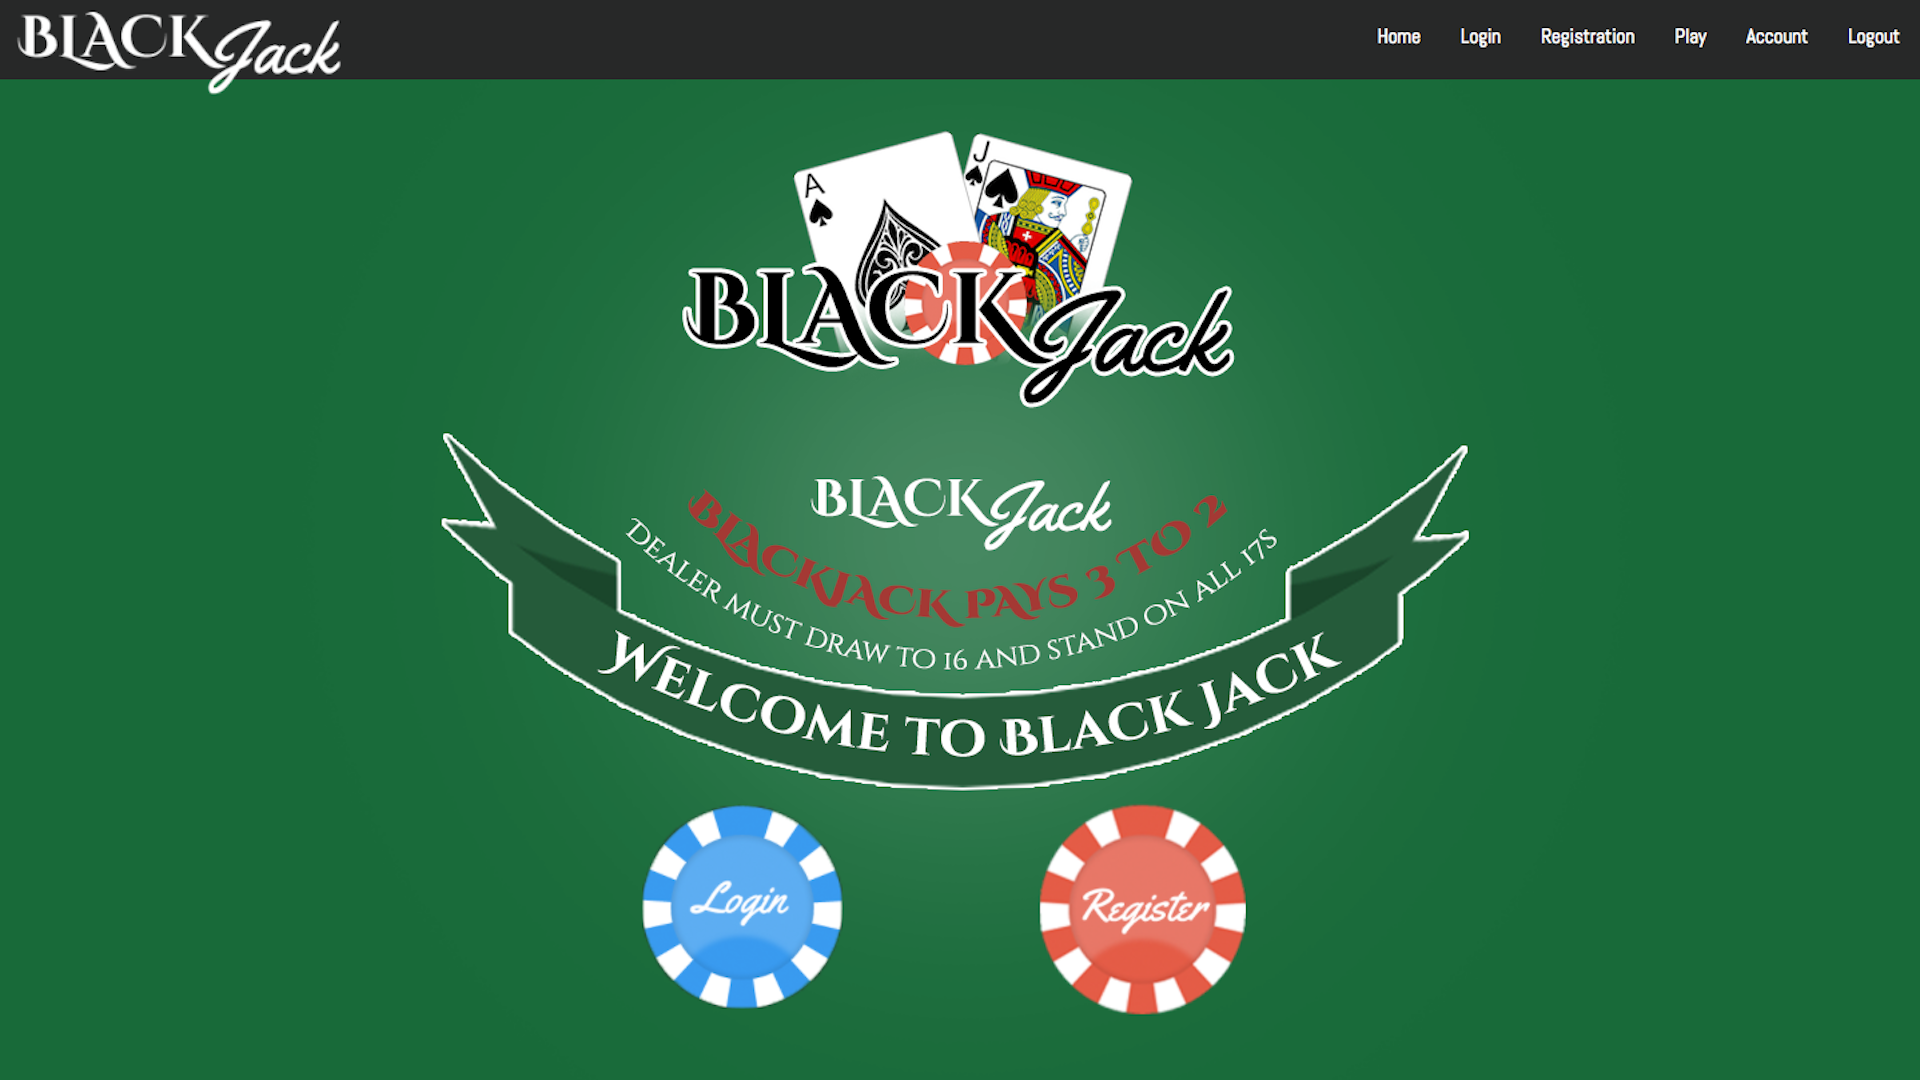 BLACKJack
Home
Login
Registration
Play
Account
Logout
A
J
BLACKJack
BLACKJack
BLACKJACK PAYS 3 TO 2
DEALER MUST DRAW TO 16 AND STAND ON ALL 17S
WELCOME TO BLACK JACK
Login
Register